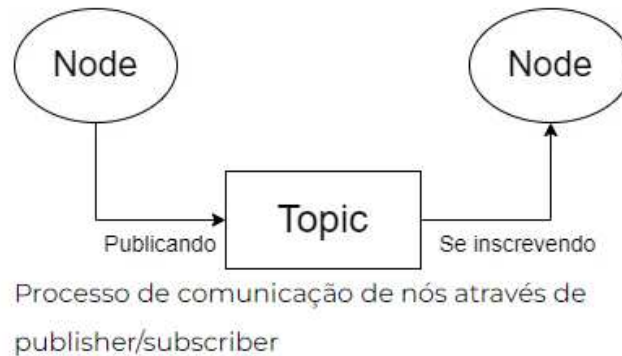 Node
Node
Topic
Publicando
Se inscrevendo
Processo de comunicação de nós através de
publisher/subscriber